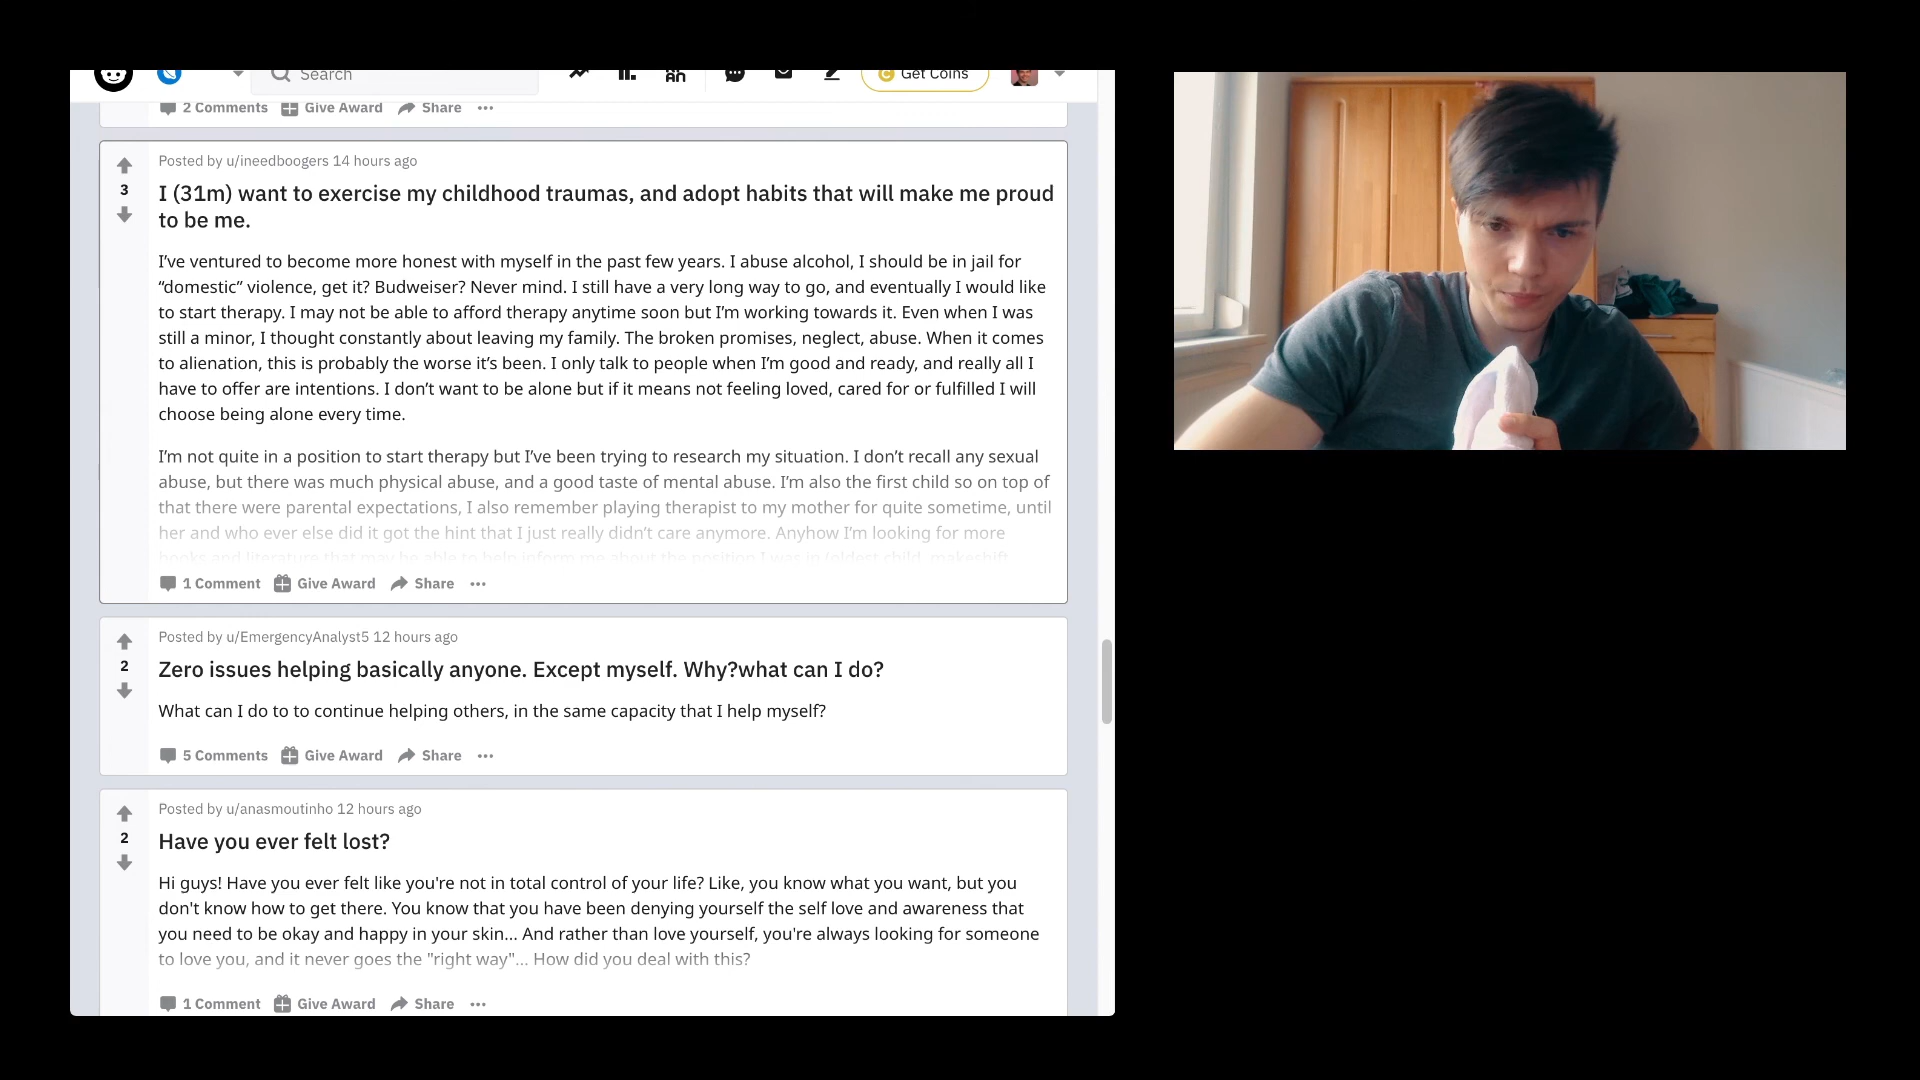 Search
Get Coins
2 Comments Give Award Share
Posted by u/ineedboogers 14 hours ago
3
I (31m) want to exercise my childhood traumas, and adopt habits that will make me proud
to be me.
I’ve ventured to become more honest with myself in the past few years. I abuse alcohol, I should be in jail for
“domestic” violence, get it? Budweiser? Never mind. I still have a very long way to go, and eventually I would like
to start therapy. I may not be able to afford therapy anytime soon but I’m working towards it. Even when I was
still a minor, I thought constantly about leaving my family. The broken promises, neglect, abuse. When it comes
to alienation, this is probably the worse it’s been. I only talk to people when I’m good and ready, and really all I
have to offer are intentions. I don’t want to be alone but if it means not feeling loved, cared for or fulfilled I will
choose being alone every time.
I’m not quite in a position to start therapy but I’ve been trying to research my situation. I don’t recall any sexual
abuse, but there was much physical abuse, and a good taste of mental abuse. I’m also the first child so on top of
that there were parental expectations, I also remember playing therapist to my mother for quite sometime, until
her and who ever else did it got the hint that I just really didn’t care anymore. Anyhow I’m looking for more
books and literature that may be able to help inform me about the position I was in (oldest child, makeshift
1 Comment Give Award Share
Posted by u/EmergencyAnalyst5 12 hours ago
2
Zero issues helping basically anyone. Except myself. Why?what can I do?
What can I do to to continue helping others, in the same capacity that I help myself?
5 Comments Give Award Share
Posted by u/anasmoutinho 12 hours ago
2
Have you ever felt lost?
Hi guys! Have you ever felt like you're not in total control of your life? Like, you know what you want, but you
don't know how to get there. You know that you have been denying yourself the self love and awareness that
you need to be okay and happy in your skin... And rather than love yourself, you're always looking for someone
to love you, and it never goes the "right way"... How did you deal with this?
1 Comment Give Award Share